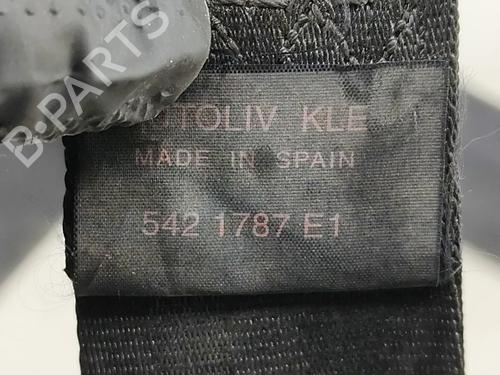 B-PARTS
TOLIV KLE
MADE IN SPAIN
542 1787 E1